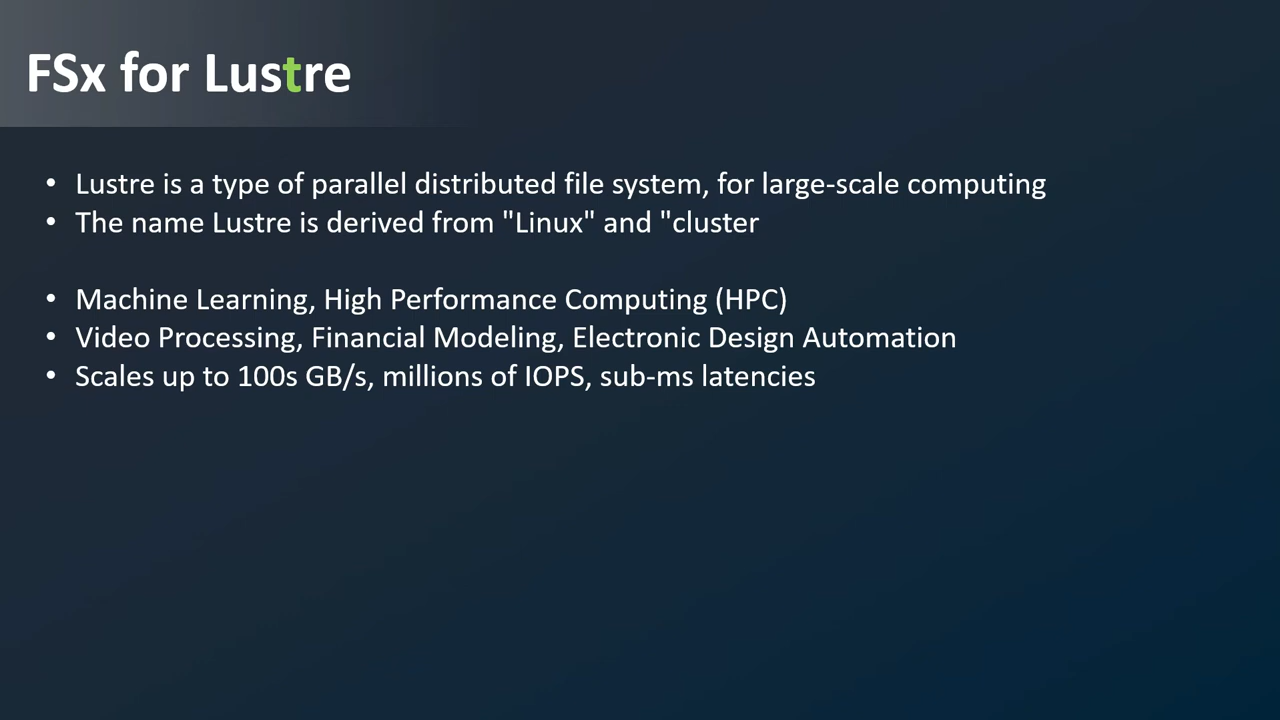 FSx for Lustre
• Lustre is a type of parallel distributed file system, for large-scale computing
• The name Lustre is derived from "Linux" and "cluster
• Machine Learning, High Performance Computing (HPC)
• Video Processing, Financial Modeling, Electronic Design Automation
• Scales up to 100s GB/s, millions of IOPS, sub-ms latencies